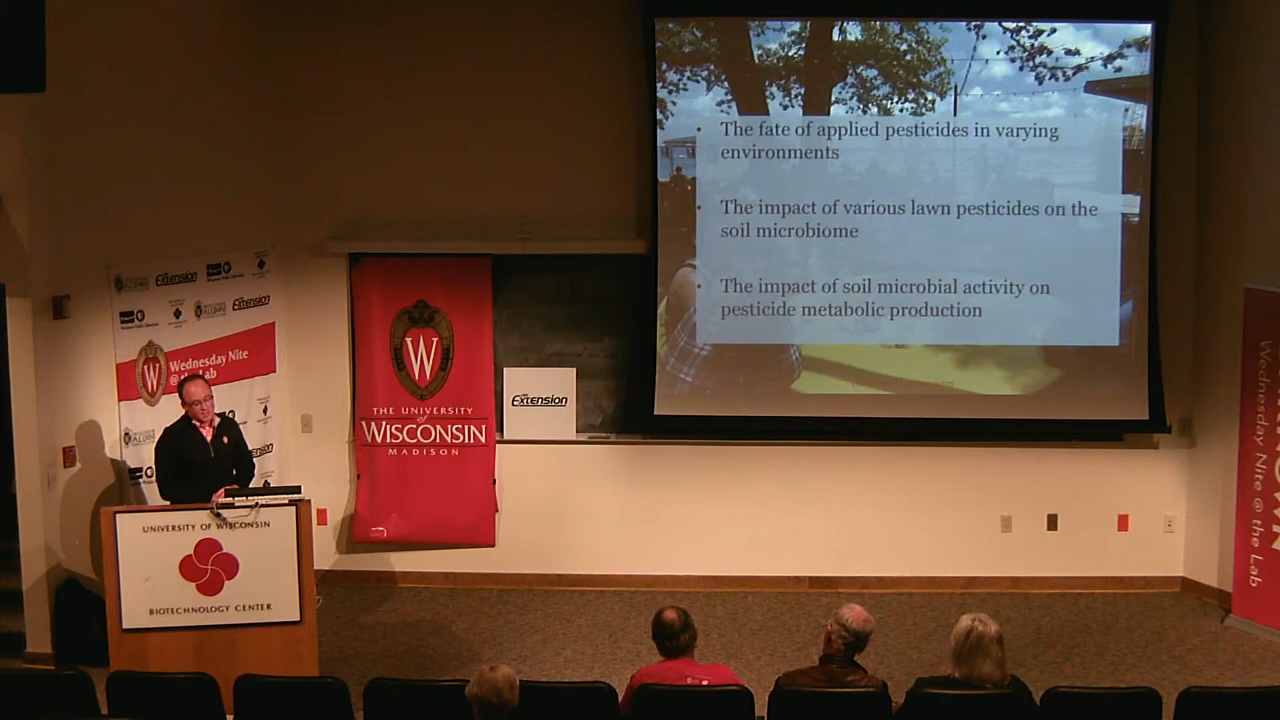 • The fate of applied pesticides in varying
environments
• The impact of various lawn pesticides on the
soil microbiome
• The impact of soil microbial activity on
pesticide metabolic production
Extension
Extension
Wednesday Nite
@ the Lab
W
THE UNIVERSITY
of
WISCONSIN
MADISON
Extension
UNIVERSITY OF WISCONSIN
BIOTECHNOLOGY CENTER
Wednesday Nite @ the Lab